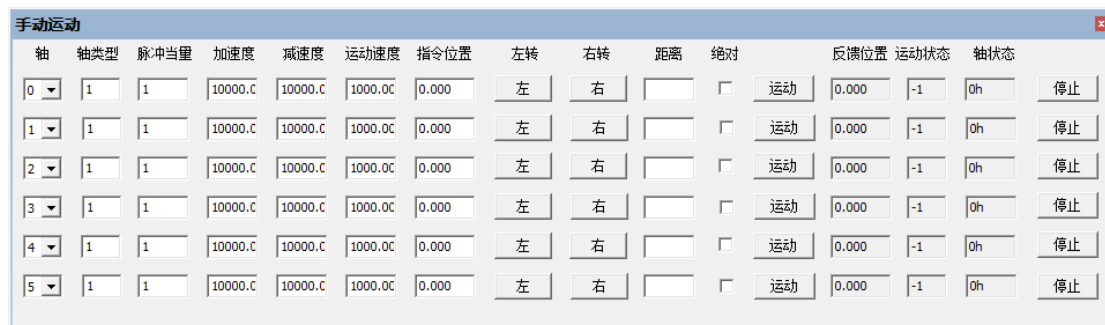 手动运动
轴 轴类型 脉冲当量 加速度 减速度 运动速度 指令位置 左转 右转 距离 绝对 反馈位置 运动状态 轴状态
0 1 1 10000.0 10000.0 1000.00 0.000 左 右 运动 0.000 -1 0h 停止
1 1 1 10000.0 10000.0 1000.00 0.000 左 右 运动 0.000 -1 0h 停止
2 1 1 10000.0 10000.0 1000.00 0.000 左 右 运动 0.000 -1 0h 停止
3 1 1 10000.0 10000.0 1000.00 0.000 左 右 运动 0.000 -1 0h 停止
4 1 1 10000.0 10000.0 1000.00 0.000 左 右 运动 0.000 -1 0h 停止
5 1 1 10000.0 10000.0 1000.00 0.000 左 右 运动 0.000 -1 0h 停止